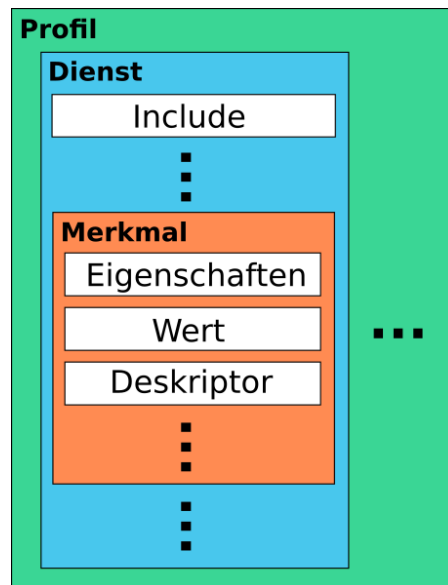 Profil
Dienst
Include
Merkmal
Eigenschaften
Wert
Deskriptor